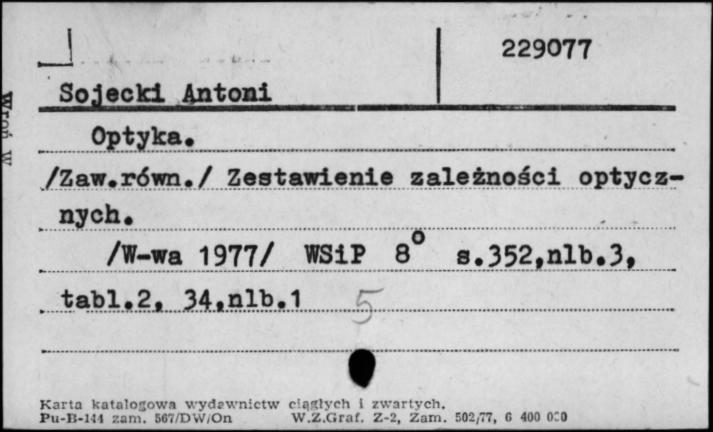 229077
Sojecki Antoni
Optyka.
/Zaw.równ./ Zestawienie zależności optycz-
nych.
/W-wa 1977/ WSiP 8° s.352,nlb.3,
tabl.2, 34,nlb.1
5
Karta katalogowa wydawnictw ciągłych i zwartych.
Pu-B-144 zam. 567/DW/On W.Z.Graf. Z-2, Zam. 502/77, 6 400 000